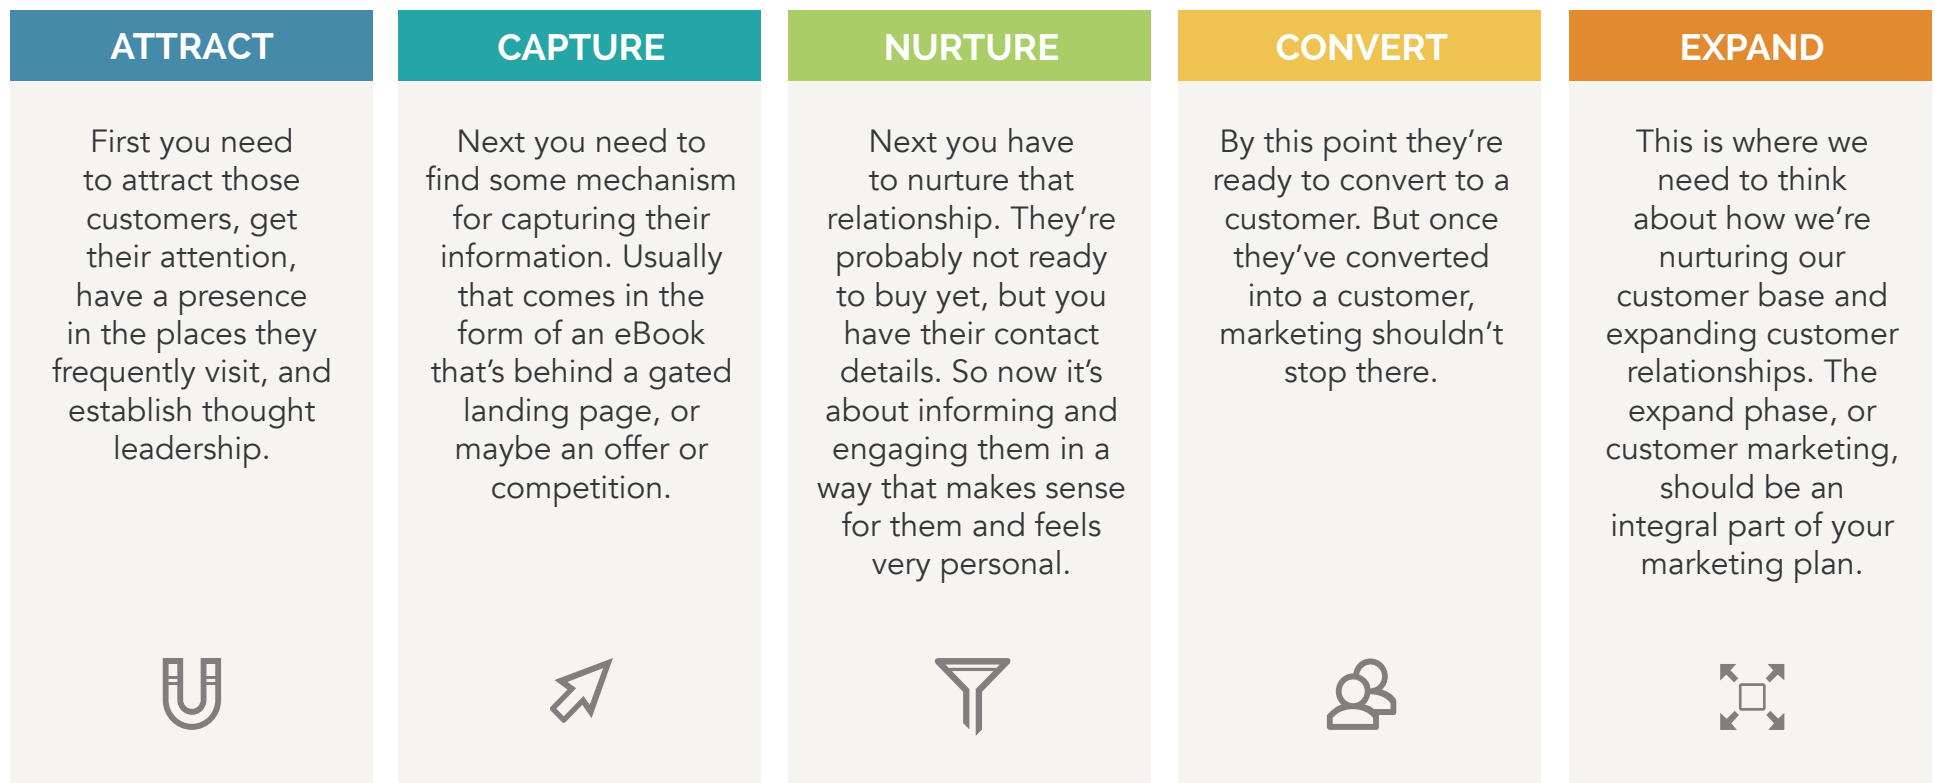 ATTRACT
First you need
to attract those
customers, get
their attention,
have a presence
in the places they
frequently visit, and
establish thought
leadership.
CAPTURE
Next you need to
find some mechanism
for capturing their
information. Usually
that comes in the
form of an eBook
that’s behind a gated
landing page, or
maybe an offer or
competition.
NURTURE
Next you have
to nurture that
relationship. They’re
probably not ready
to buy yet, but you
have their contact
details. So now it’s
about informing and
engaging them in a
way that makes sense
for them and feels
very personal.
CONVERT
By this point they’re
ready to convert to a
customer. But once
they’ve converted
into a customer,
marketing shouldn’t
stop there.
EXPAND
This is where we
need to think
about how we’re
nurturing our
customer base and
expanding customer
relationships. The
expand phase, or
customer marketing,
should be an
integral part of your
marketing plan.